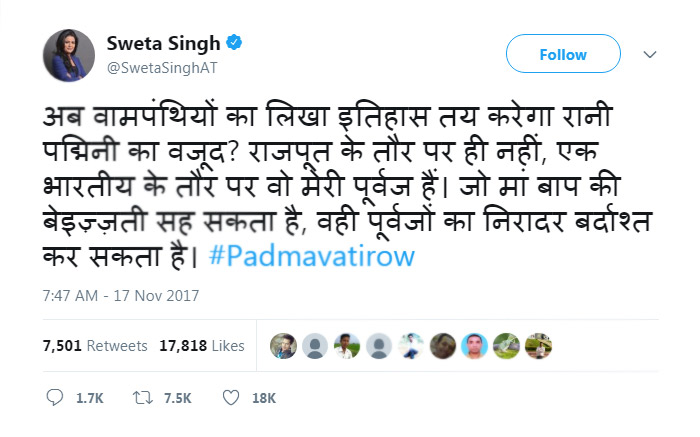 Sweta Singh
@SwetaSinghAT
Follow
अब वामपंथियों का लिखा इतिहास तय करेगा रानी
पद्मिनी का वजूद? राजपूत के तौर पर ही नहीं, एक
भारतीय के तौर पर वो मेरी पूर्वज हैं। जो मां बाप की
बेइज़्ज़ती सह सकता है, वही पूर्वजों का निरादर बर्दाश्त
कर सकता है। #Padmavatirow
7:47 AM - 17 Nov 2017
7,501 Retweets 17,818 Likes
1.7K 7.5K 18K